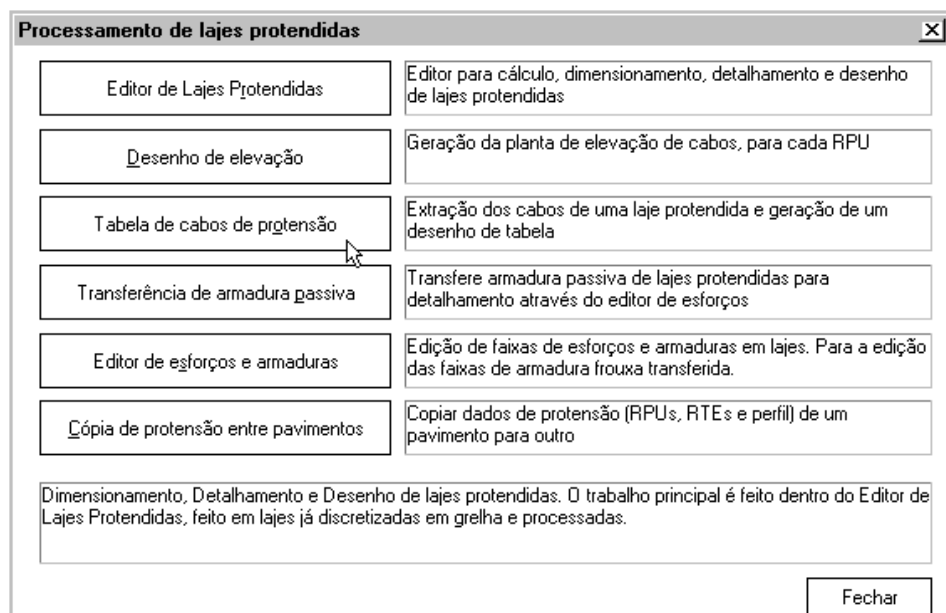 Processamento de lajes protendidas
Editor de Lajes Protendidas
Editor para cálculo, dimensionamento, detalhamento e desenho
de lajes protendidas
Desenho de elevação
Geração da planta de elevação de cabos, para cada RPU
Tabela de cabos de protensão
Extração dos cabos de uma laje protendida e geração de um
desenho de tabela
Transferência de armadura passiva
Transfere armadura passiva de lajes protendidas para
detalhamento através do editor de esforços
Editor de esforços e armaduras
Edição de faixas de esforços e armaduras em lajes. Para a edição
das faixas de armadura frouxa transferida.
Cópia de protensão entre pavimentos
Copiar dados de protensão (RPUs, RTEs e perfil) de um
pavimento para outro
Dimensionamento, Detalhamento e Desenho de lajes protendidas. O trabalho principal é feito dentro do Editor de
Lajes Protendidas, feito em lajes já discretizadas em grelha e processadas.
Fechar